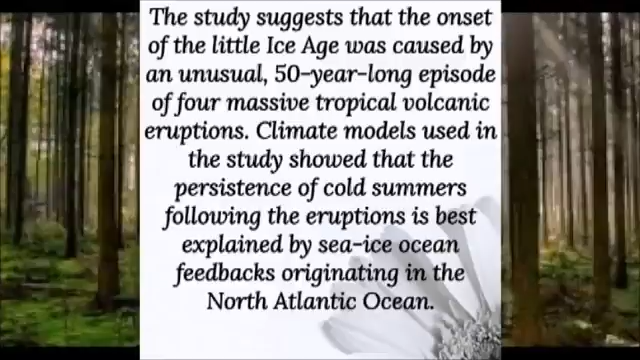 The study suggests that the onset
of the little Ice Age was caused by
an unusual, 50-year-long episode
of four massive tropical volcanic
eruptions. Climate models used in
the study showed that the
persistence of cold summers
following the eruptions is best
explained by sea-ice ocean
feedbacks originating in the
North Atlantic Ocean.